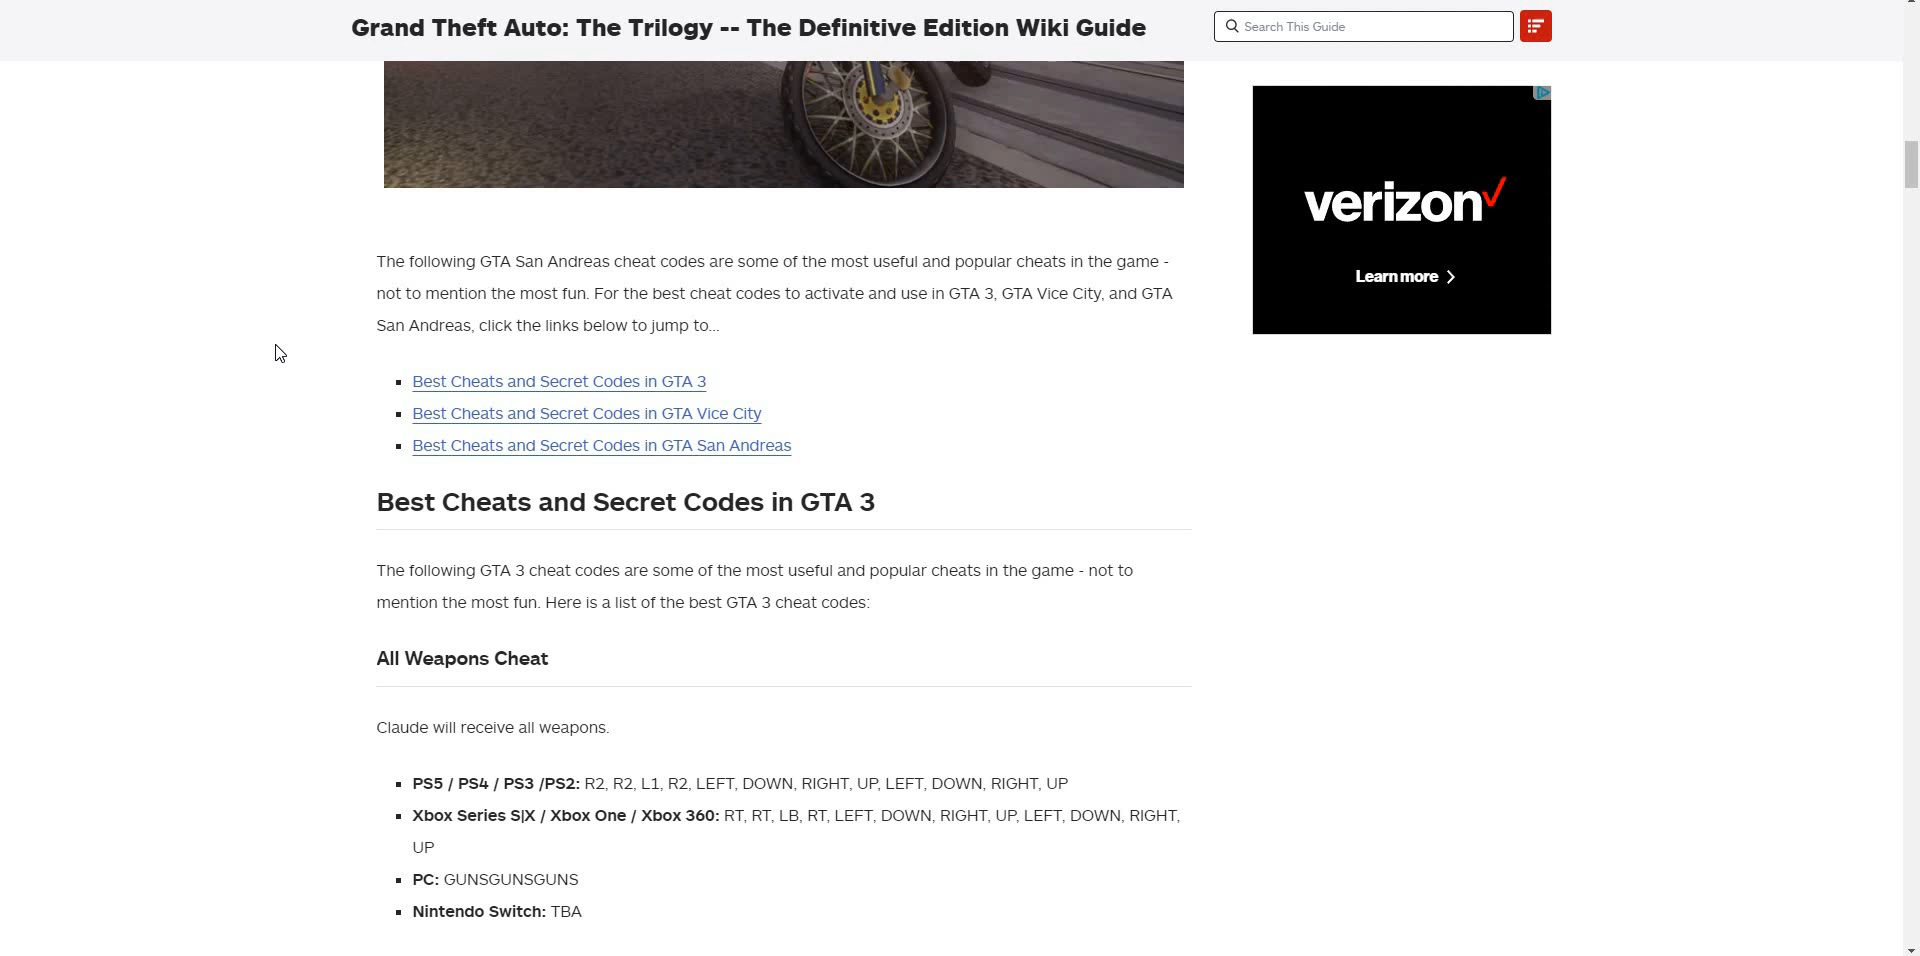 Grand Theft Auto: The Trilogy -- The Definitive Edition Wiki Guide
Search This Guide
verizon
Learn more
The following GTA San Andreas cheat codes are some of the most useful and popular cheats in the game -
not to mention the most fun. For the best cheat codes to activate and use in GTA 3, GTA Vice City, and GTA
San Andreas, click the links below to jump to...
▪ Best Cheats and Secret Codes in GTA 3
▪ Best Cheats and Secret Codes in GTA Vice City
▪ Best Cheats and Secret Codes in GTA San Andreas
Best Cheats and Secret Codes in GTA 3
The following GTA 3 cheat codes are some of the most useful and popular cheats in the game - not to
mention the most fun. Here is a list of the best GTA 3 cheat codes:
All Weapons Cheat
Claude will receive all weapons.
▪ PS5 / PS4 / PS3 /PS2: R2, R2, L1, R2, LEFT, DOWN, RIGHT, UP, LEFT, DOWN, RIGHT, UP
▪ Xbox Series S|X / Xbox One / Xbox 360: RT, RT, LB, RT, LEFT, DOWN, RIGHT, UP, LEFT, DOWN, RIGHT,
UP
▪ PC: GUNSGUNSGUNS
▪ Nintendo Switch: TBA